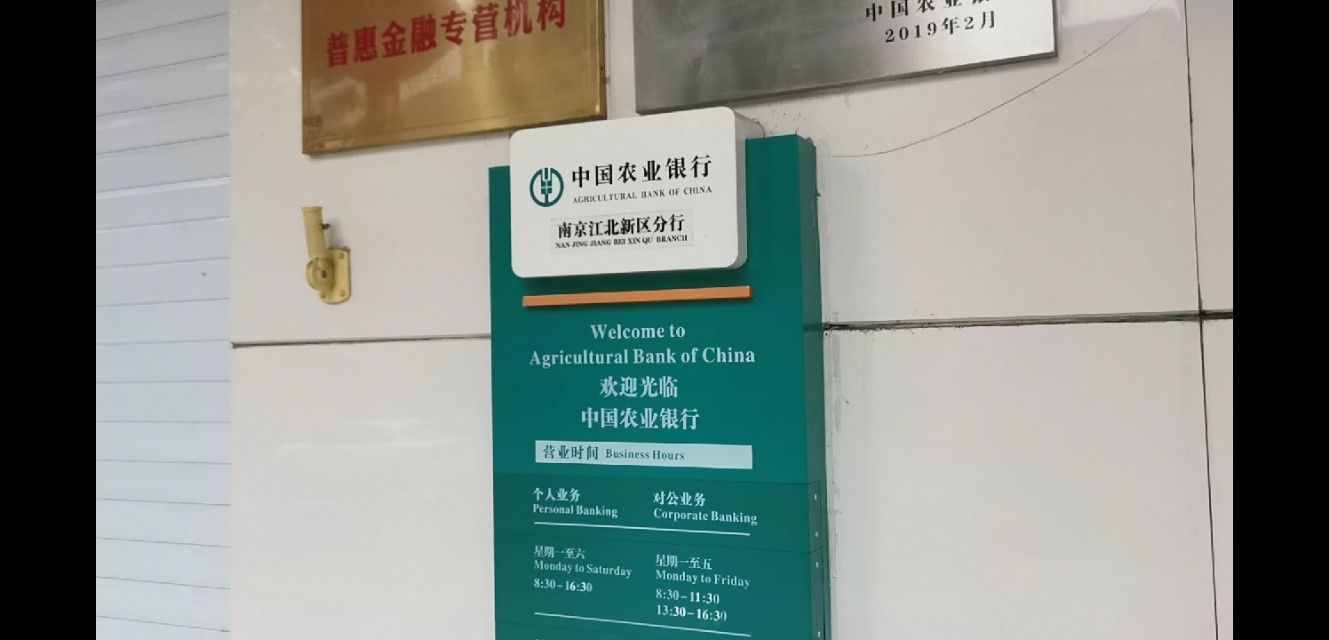 普惠金融专营机构
中国农业银
2019年2月
中国农业银行
AGRICULTURAL BANK OF CHINA
南京江北新区分行
NAN JING JIANG BEI XIN QU BRANCH
Welcome to
Agricultural Bank of China
欢迎光临
中国农业银行
营业时间 Business Hours
个人业务 对公业务
Personal Banking Corporate Banking
星期一至六 星期一至五
Monday to Saturday Monday to Friday
8:30－16:30 8:30－11:30
13:30－16:30